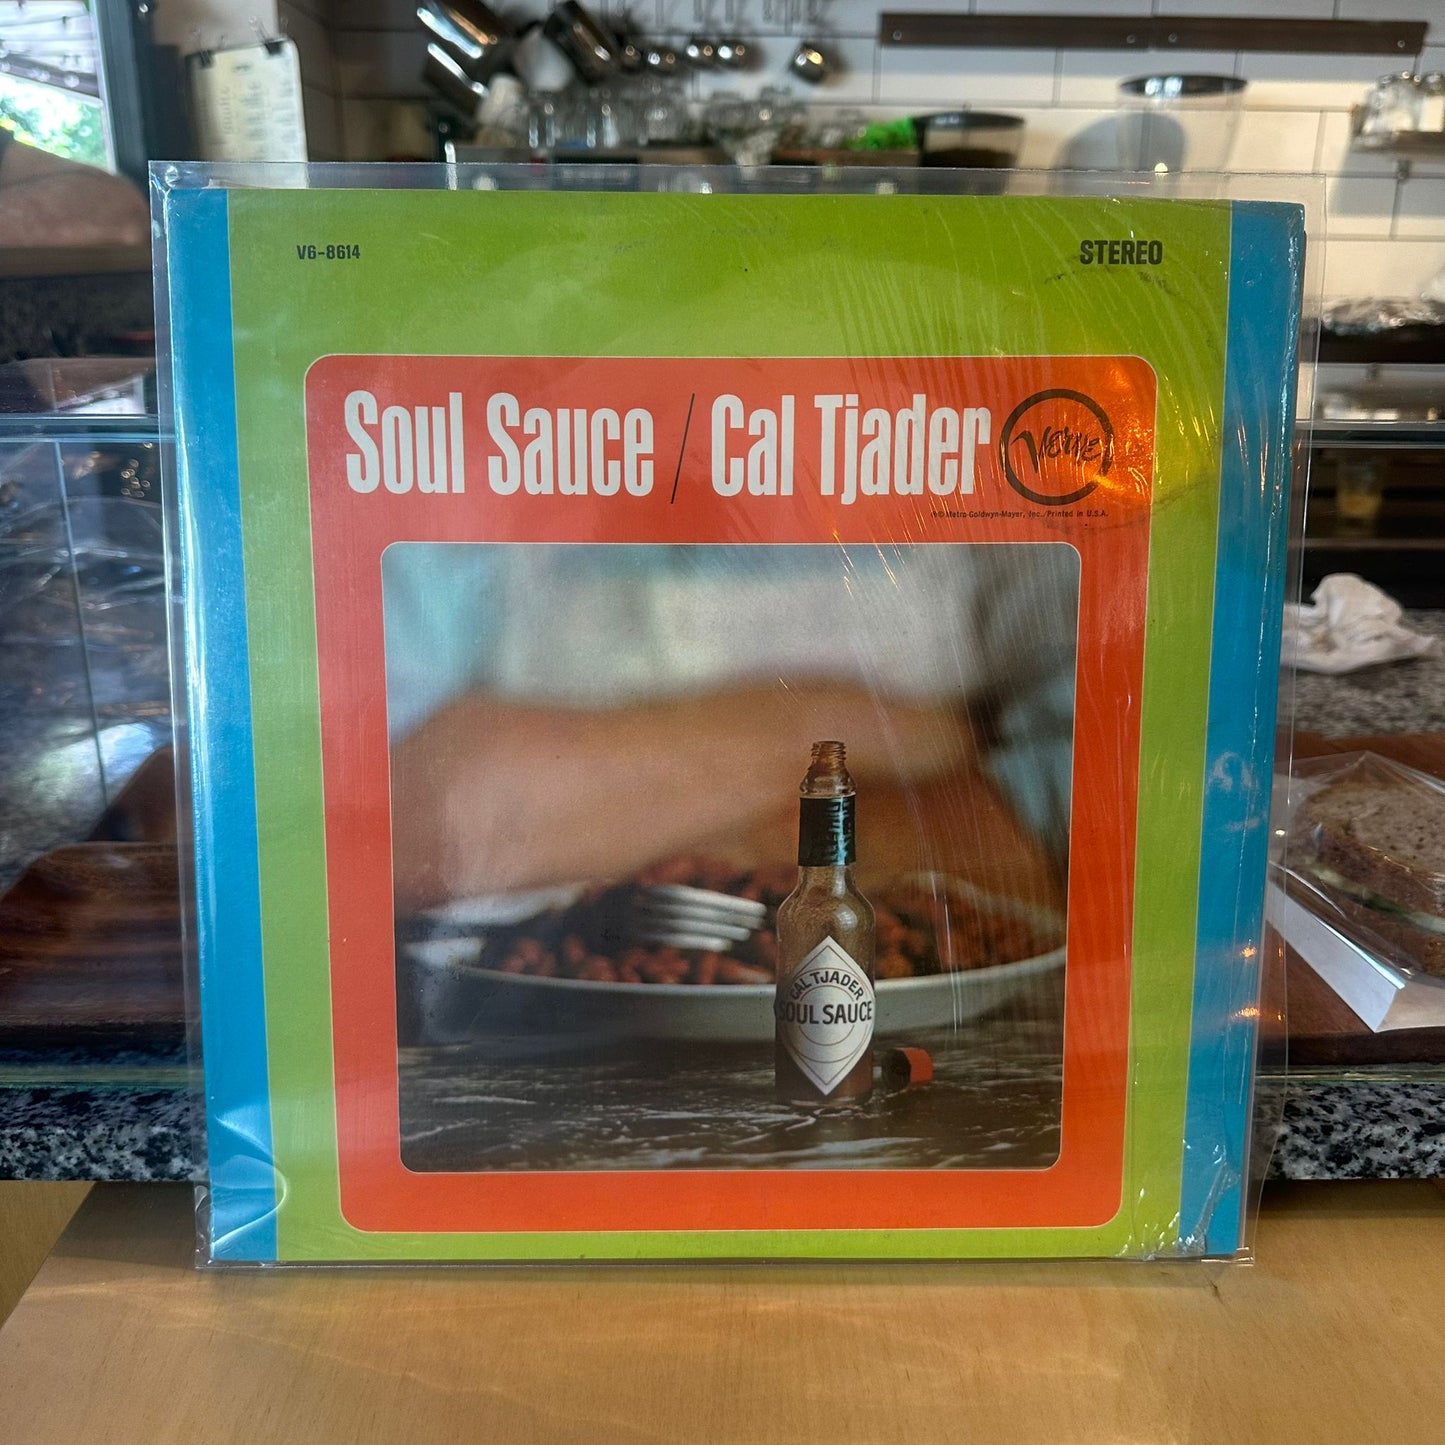 V6-8614
STEREO
Soul Sauce / Cal Tjader
VERVE
Metro-Goldwyn-Mayer, Inc./Printed in U.S.A.
CAL TJADER
SOUL SAUCE